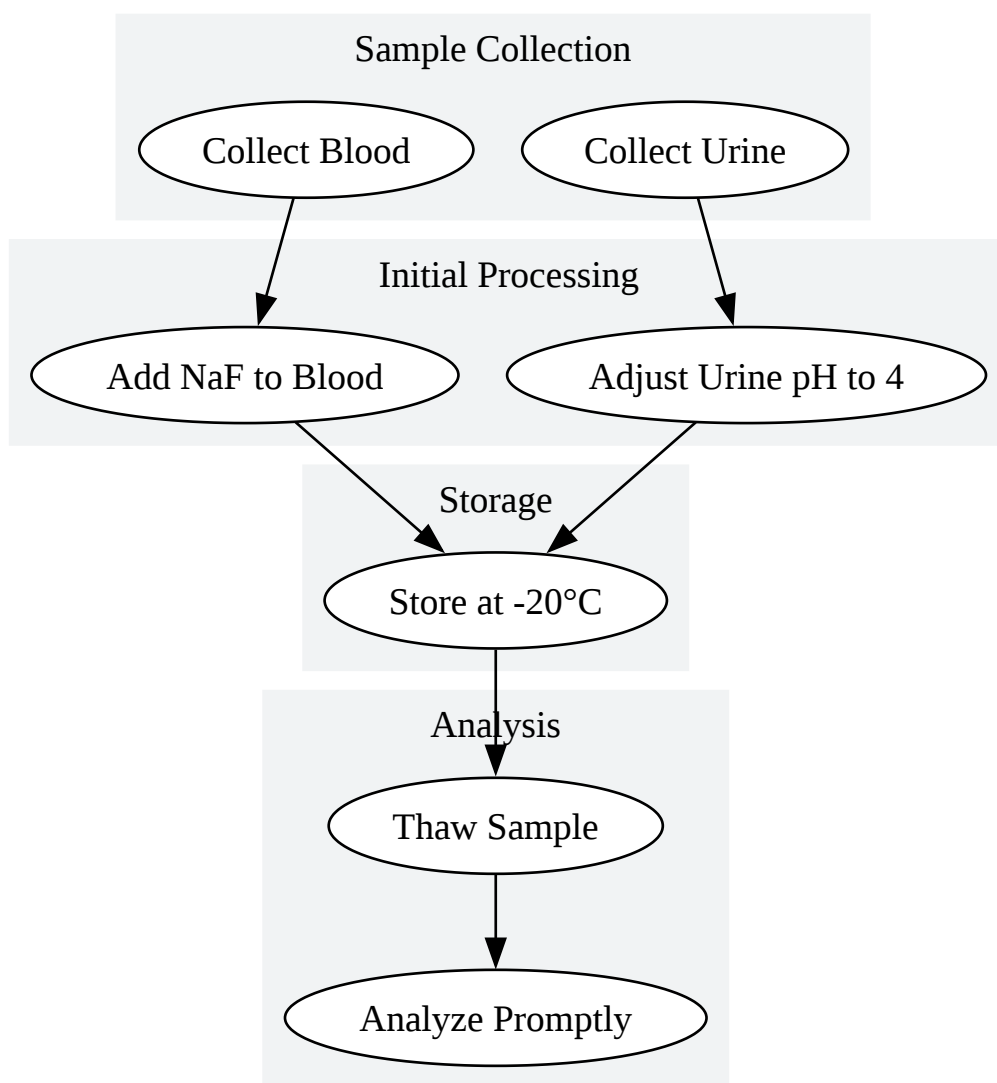 Sample Collection
Collect Blood
Collect Urine
Initial Processing
Add NaF to Blood
Adjust Urine pH to 4
Storage
Store at -20°C
Analysis
Thaw Sample
Analyze Promptly